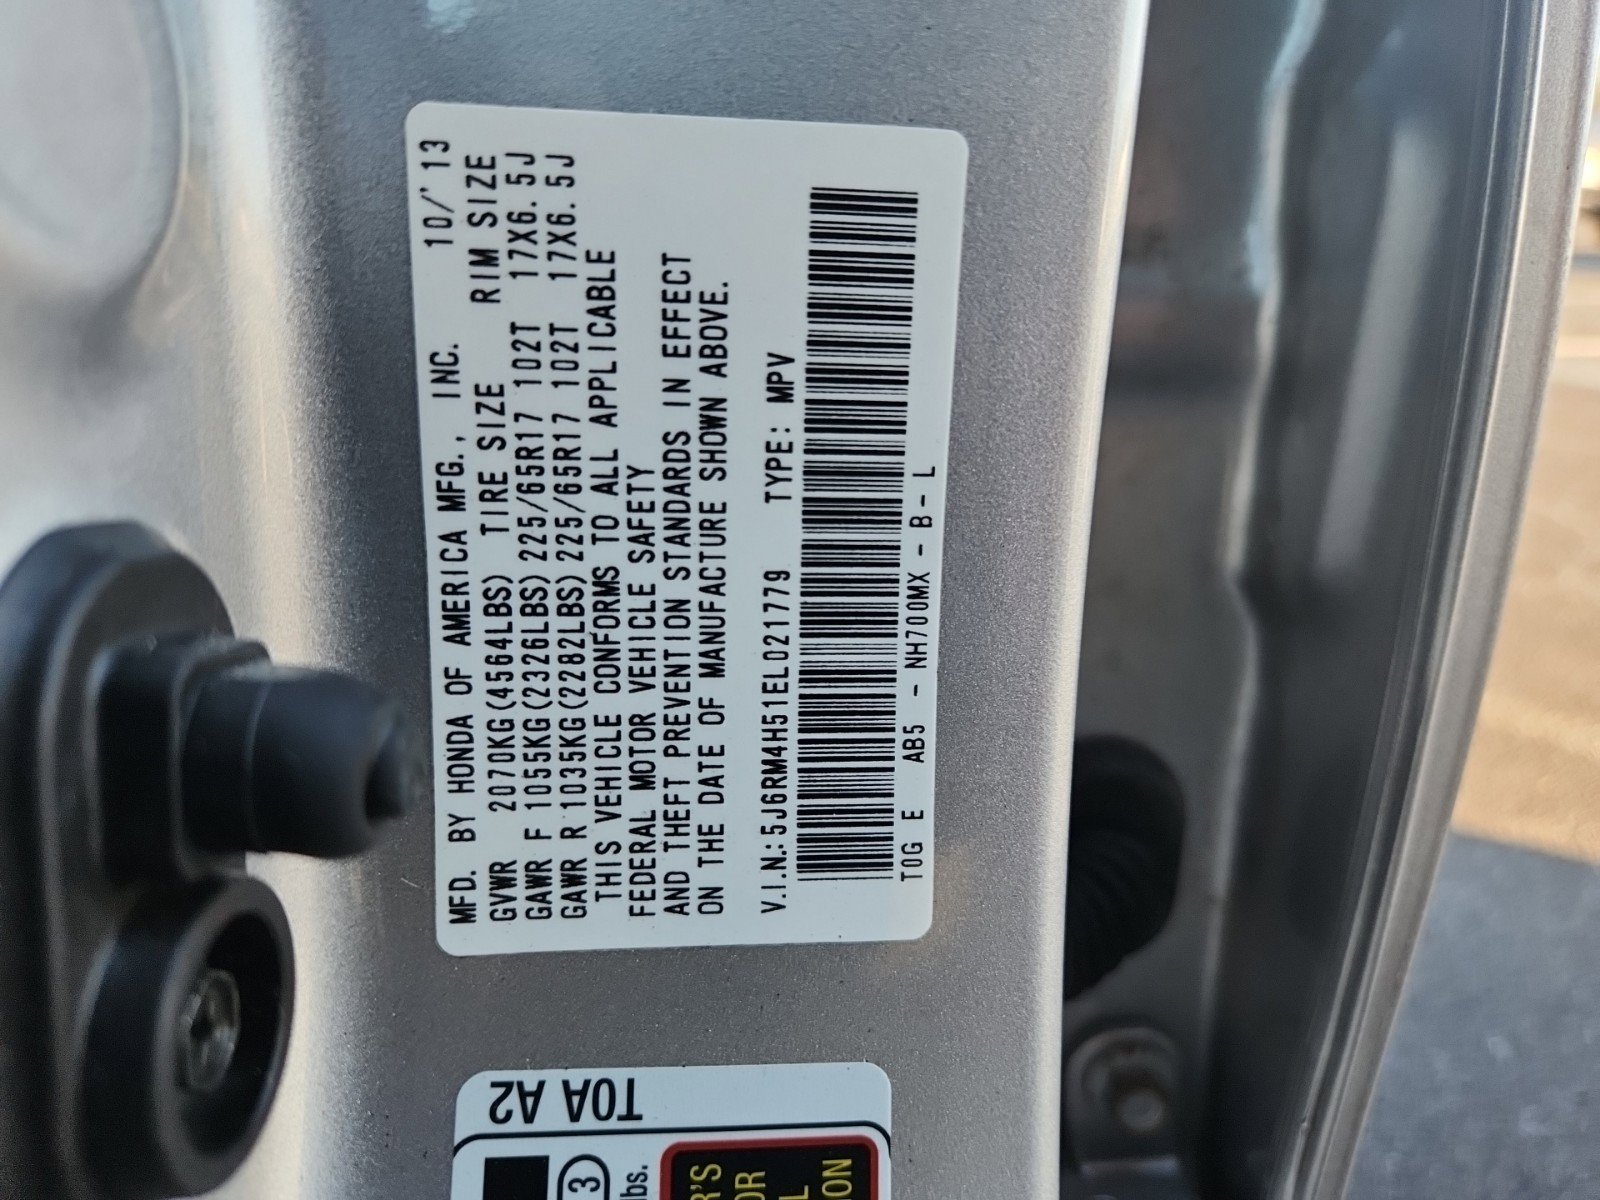 MFD. BY HONDA OF AMERICA MFG., INC. 10/'13
GVWR 2070KG(4564LBS) TIRE SIZE RIM SIZE
GAWR F 1055KG(2326LBS) 225/65R17 102T 17X6.5J
GAWR R 1035KG(2282LBS) 225/65R17 102T 17X6.5J
THIS VEHICLE CONFORMS TO ALL APPLICABLE
FEDERAL MOTOR VEHICLE SAFETY
AND THEFT PREVENTION STANDARDS IN EFFECT
ON THE DATE OF MANUFACTURE SHOWN ABOVE.
V.I.N.: 5J6RM4H51EL021779 TYPE: MPV
T0G E AB5 - NH700MX - B - L
T0A A2
3
lbs.